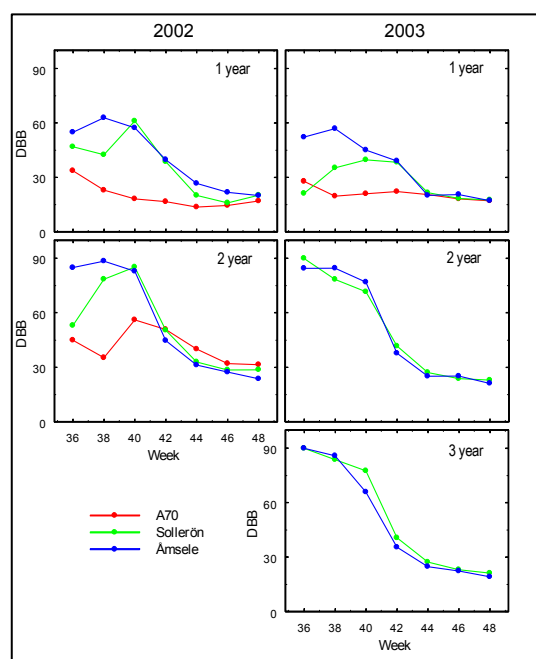 2002 2003
1 year 1 year
90
60
30
0
DBB
2 year 2 year
90
60
30
0
DBB DBB
36 38 40 42 44 46 48
Week
3 year
90
60
30
0
DBB
36 38 40 42 44 46 48
Week
A70
Sollerön
Åmsele